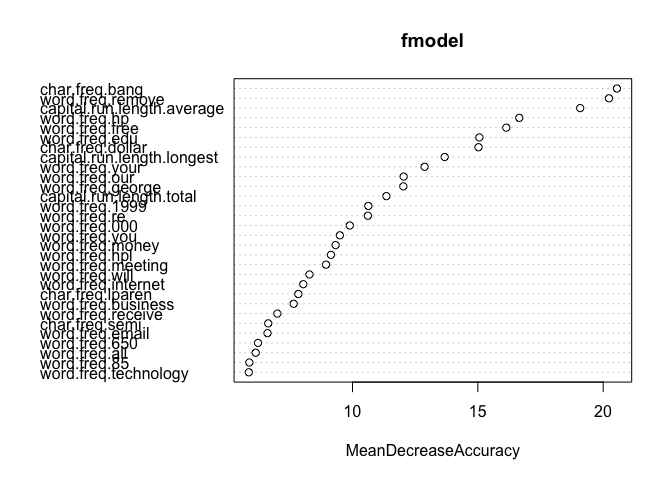 fmodel
char.freq.bang
word.freq.remove
capital.run.length.average
word.freq.hp
word.freq.free
word.freq.edu
char.freq.dollar
capital.run.length.longest
word.freq.your
word.freq.our
word.freq.george
capital.run.length.total
word.freq.1999
word.freq.re
word.freq.000
word.freq.you
word.freq.money
word.freq.hpl
word.freq.meeting
word.freq.will
word.freq.internet
char.freq.lparen
word.freq.business
word.freq.receive
char.freq.semi
word.freq.email
word.freq.650
word.freq.all
word.freq.85
word.freq.technology
10 15 20
MeanDecreaseAccuracy